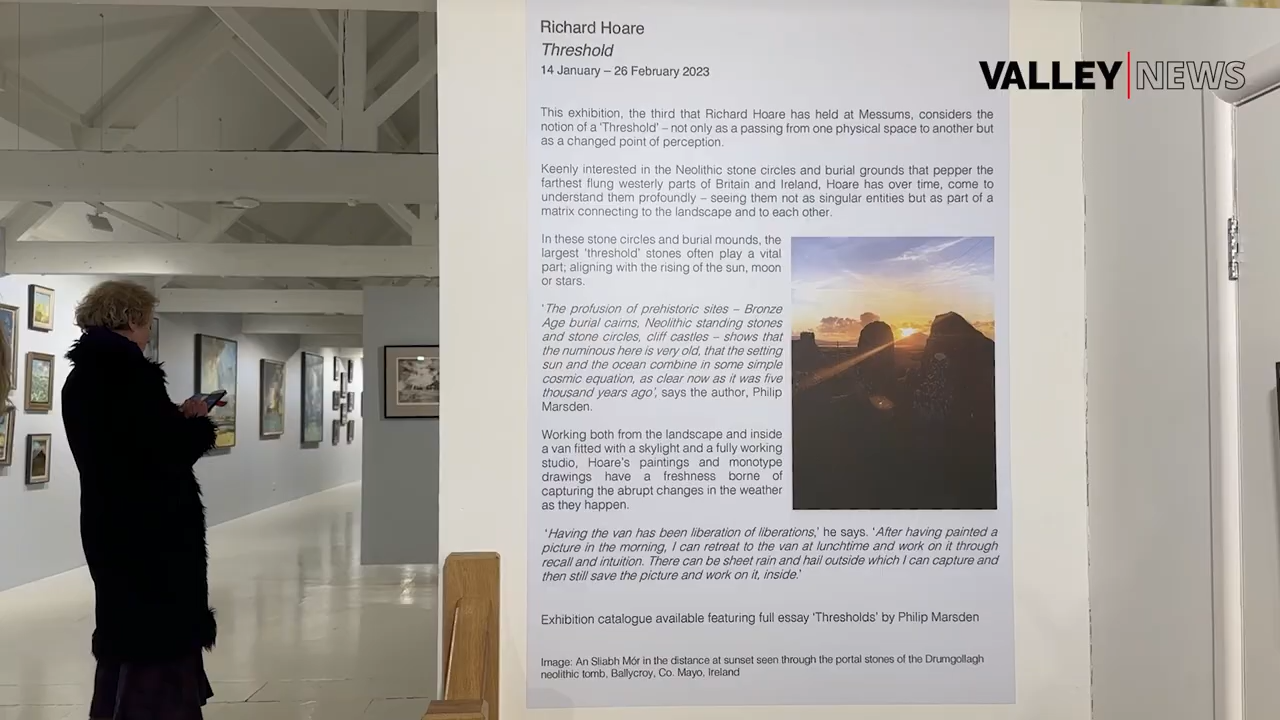 Richard Hoare
Threshold
14 January – 26 February 2023
VALLEY NEWS
This exhibition, the third that Richard Hoare has held at Messums, considers the
notion of a 'Threshold' – not only as a passing from one physical space to another but
as a changed point of perception.
Keenly interested in the Neolithic stone circles and burial grounds that pepper the
farthest flung westerly parts of Britain and Ireland, Hoare has over time, come to
understand them profoundly – seeing them not as singular entities but as part of a
matrix connecting to the landscape and to each other.
In these stone circles and burial mounds, the
largest 'threshold' stones often play a vital
part; aligning with the rising of the sun, moon
or stars.
'The profusion of prehistoric sites – Bronze
Age burial cairns, Neolithic standing stones
and stone circles, cliff castles – shows that
the numinous here is very old, that the setting
sun and the ocean combine in some simple
cosmic equation, as clear now as it was five
thousand years ago', says the author, Philip
Marsden.
Working both from the landscape and inside
a van fitted with a skylight and a fully working
studio, Hoare's paintings and monotype
drawings have a freshness borne of
capturing the abrupt changes in the weather
as they happen.
'Having the van has been liberation of liberations,' he says. 'After having painted a
picture in the morning, I can retreat to the van at lunchtime and work on it through
recall and intuition. There can be sheet rain and hail outside which I can capture and
then still save the picture and work on it, inside.'
Exhibition catalogue available featuring full essay 'Thresholds' by Philip Marsden
Image: An Sliabh Mór in the distance at sunset seen through the portal stones of the Drumgollagh
neolithic tomb, Ballycroy, Co. Mayo, Ireland